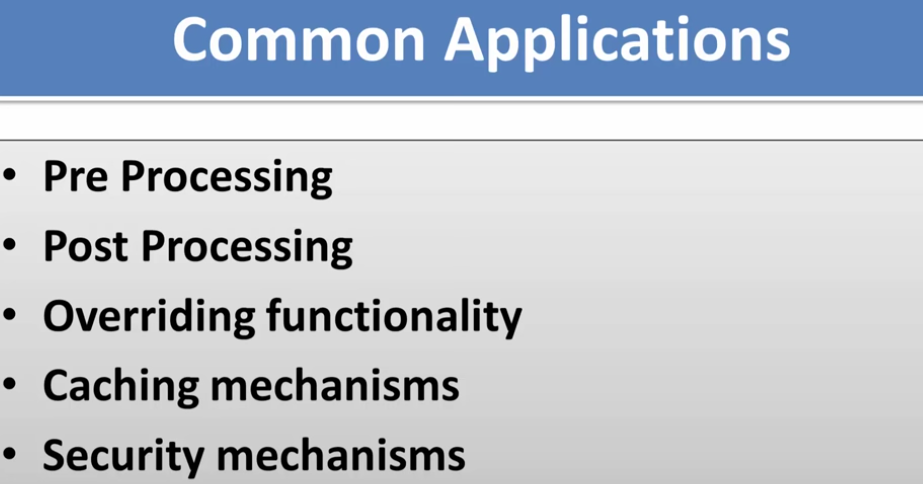 Common Applications
• Pre Processing
• Post Processing
• Overriding functionality
• Caching mechanisms
• Security mechanisms